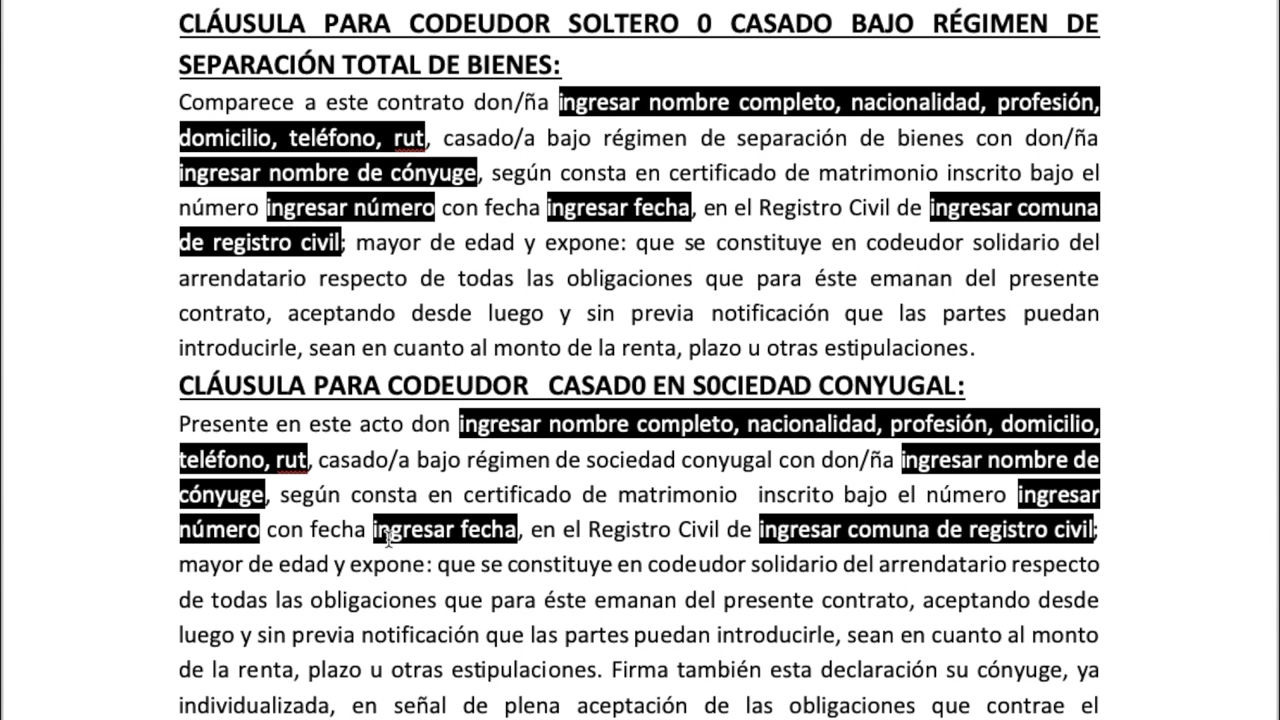 CLÁUSULA PARA CODEUDOR SOLTERO 0 CASADO BAJO RÉGIMEN DE
SEPARACIÓN TOTAL DE BIENES:
Comparece a este contrato don/ña ingresar nombre completo, nacionalidad, profesión,
domicilio, teléfono, rut, casado/a bajo régimen de separación de bienes con don/ña
ingresar nombre de cónyuge, según consta en certificado de matrimonio inscrito bajo el
número ingresar número con fecha ingresar fecha, en el Registro Civil de ingresar comuna
de registro civil; mayor de edad y expone: que se constituye en codeudor solidario del
arrendatario respecto de todas las obligaciones que para éste emanan del presente
contrato, aceptando desde luego y sin previa notificación que las partes puedan
introducirle, sean en cuanto al monto de la renta, plazo u otras estipulaciones.
CLÁUSULA PARA CODEUDOR CASAD0 EN S0CIEDAD CONYUGAL:
Presente en este acto don ingresar nombre completo, nacionalidad, profesión, domicilio,
teléfono, rut, casado/a bajo régimen de sociedad conyugal con don/ña ingresar nombre de
cónyuge, según consta en certificado de matrimonio inscrito bajo el número ingresar
número con fecha ingresar fecha, en el Registro Civil de ingresar comuna de registro civil;
mayor de edad y expone: que se constituye en codeudor solidario del arrendatario respecto
de todas las obligaciones que para éste emanan del presente contrato, aceptando desde
luego y sin previa notificación que las partes puedan introducirle, sean en cuanto al monto
de la renta, plazo u otras estipulaciones. Firma también esta declaración su cónyuge, ya
individualizada, en señal de plena aceptación de las obligaciones que contrae el